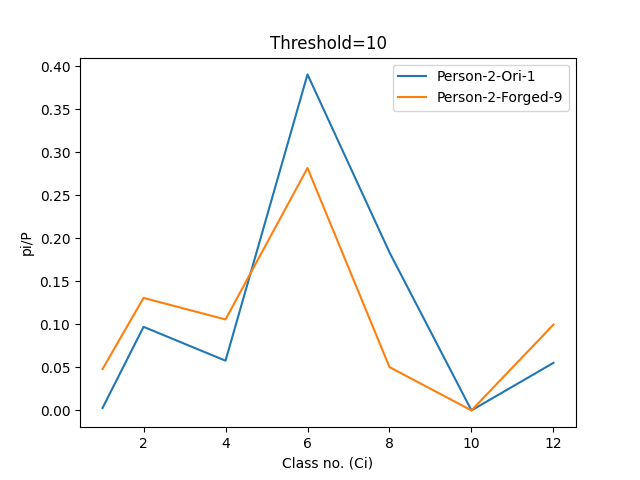 Threshold=10
Person-2-Ori-1
Person-2-Forged-9
0.40
0.35
0.30
0.25
0.20
0.15
0.10
0.05
0.00
pi/P
2 4 6 8 10 12
Class no. (Ci)